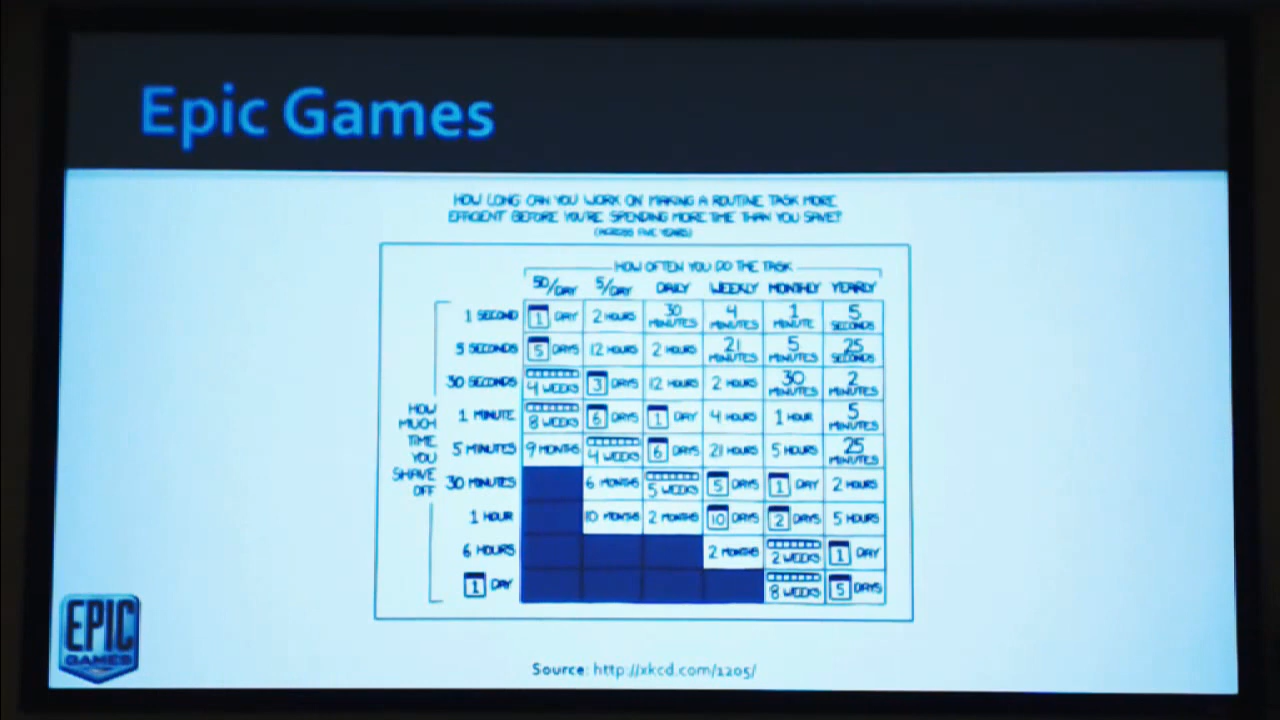 Epic Games
HOW LONG CAN YOU WORK ON MAKING A ROUTINE TASK MORE
EFFICIENT BEFORE YOU'RE SPENDING MORE TIME THAN YOU SAVE?
(ACROSS FIVE YEARS)
HOW OFTEN YOU DO THE TASK
50/DAY 5/DAY DAILY WEEKLY MONTHLY YEARLY
1 SECOND 1 DAY 2 HOURS 30 MINUTES 4 MINUTES 1 MINUTE 5 SECONDS
5 SECONDS 5 DAYS 12 HOURS 2 HOURS 21 MINUTES 5 MINUTES 25 SECONDS
30 SECONDS 4 WEEKS 3 DAYS 12 HOURS 2 HOURS 30 MINUTES 2 MINUTES
HOW MUCH TIME YOU SHAVE OFF
1 MINUTE 8 WEEKS 6 DAYS 1 DAY 4 HOURS 1 HOUR 5 MINUTES
5 MINUTES 9 MONTHS 4 WEEKS 6 DAYS 21 HOURS 5 HOURS 25 MINUTES
30 MINUTES 6 MONTHS 5 WEEKS 5 DAYS 1 DAY 2 HOURS
1 HOUR 10 MONTHS 2 MONTHS 10 DAYS 2 DAYS 5 HOURS
6 HOURS 2 MONTHS 2 WEEKS 1 DAY
1 DAY 8 WEEKS 5 DAYS
EPIC
GAMES
Source: http://xkcd.com/1205/